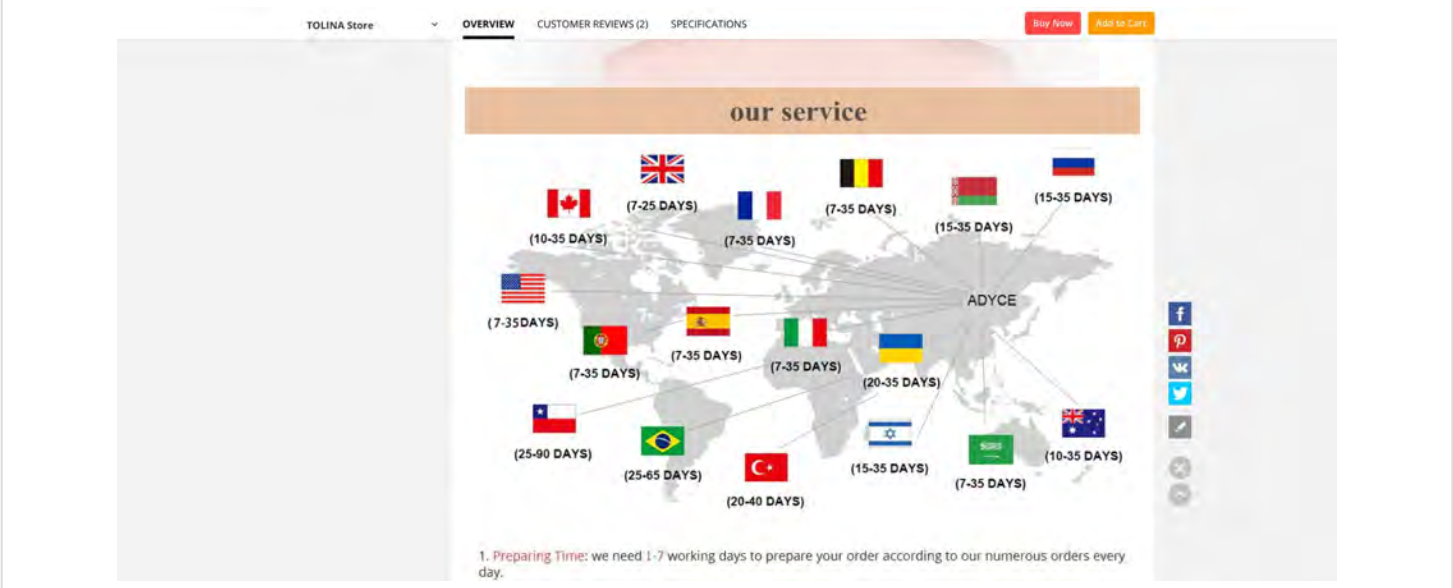 TOLINA Store
OVERVIEW
CUSTOMER REVIEWS (2)
SPECIFICATIONS
Buy Now
Add to Cart
our service
(7-25 DAYS)
(7-35 DAYS)
(15-35 DAYS)
(10-35 DAYS)
(7-35 DAYS)
(15-35 DAYS)
ADYCE
(7-35DAYS)
(7-35 DAYS)
(7-35 DAYS)
(7-35 DAYS)
(20-35 DAYS)
(25-90 DAYS)
(25-65 DAYS)
(20-40 DAYS)
(15-35 DAYS)
(7-35 DAYS)
(10-35 DAYS)
1. Preparing Time: we need 1-7 working days to prepare your order according to our numerous orders every
day.